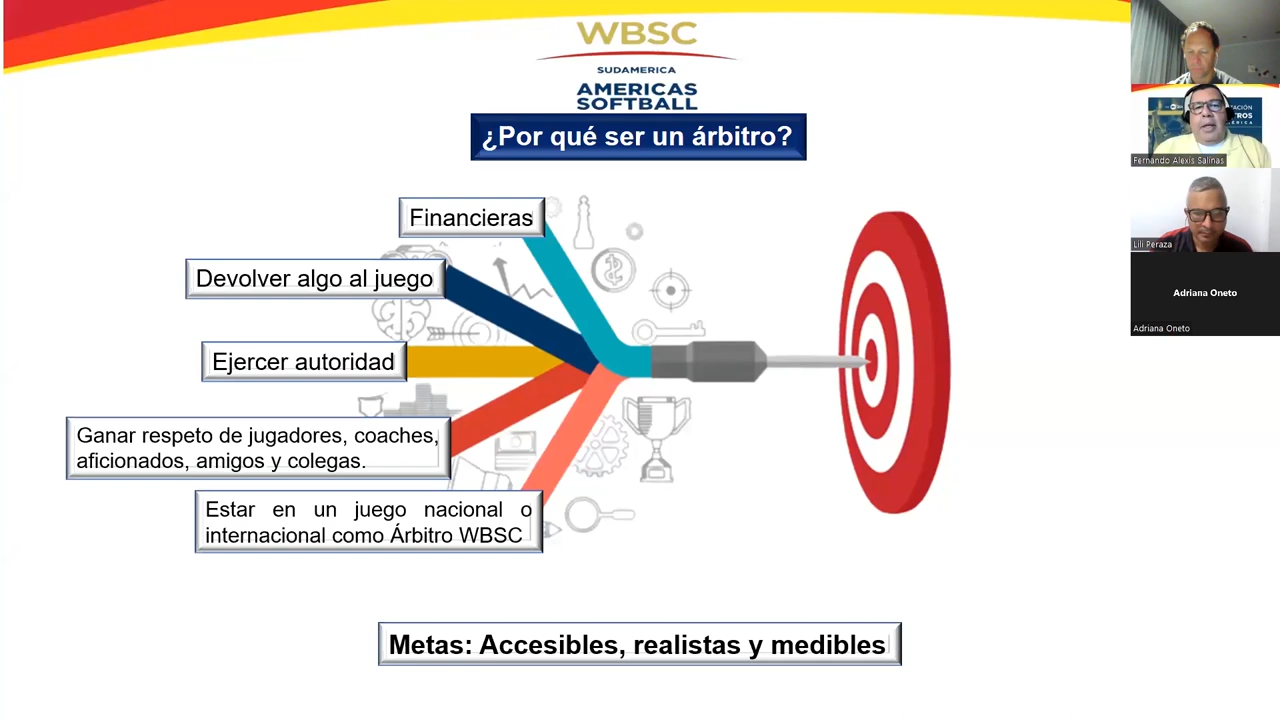 WBSC
SUDAMERICA
AMERICAS
SOFTBALL
¿Por qué ser un árbitro?
Financieras
Devolver algo al juego
Ejercer autoridad
Ganar respeto de jugadores, coaches,
aficionados, amigos y colegas.
Estar en un juego nacional o
internacional como Árbitro WBSC
Metas: Accesibles, realistas y medibles
Fernando Alexis Salinas
Lili Peraza
Adriana Oneto
Adriana Oneto